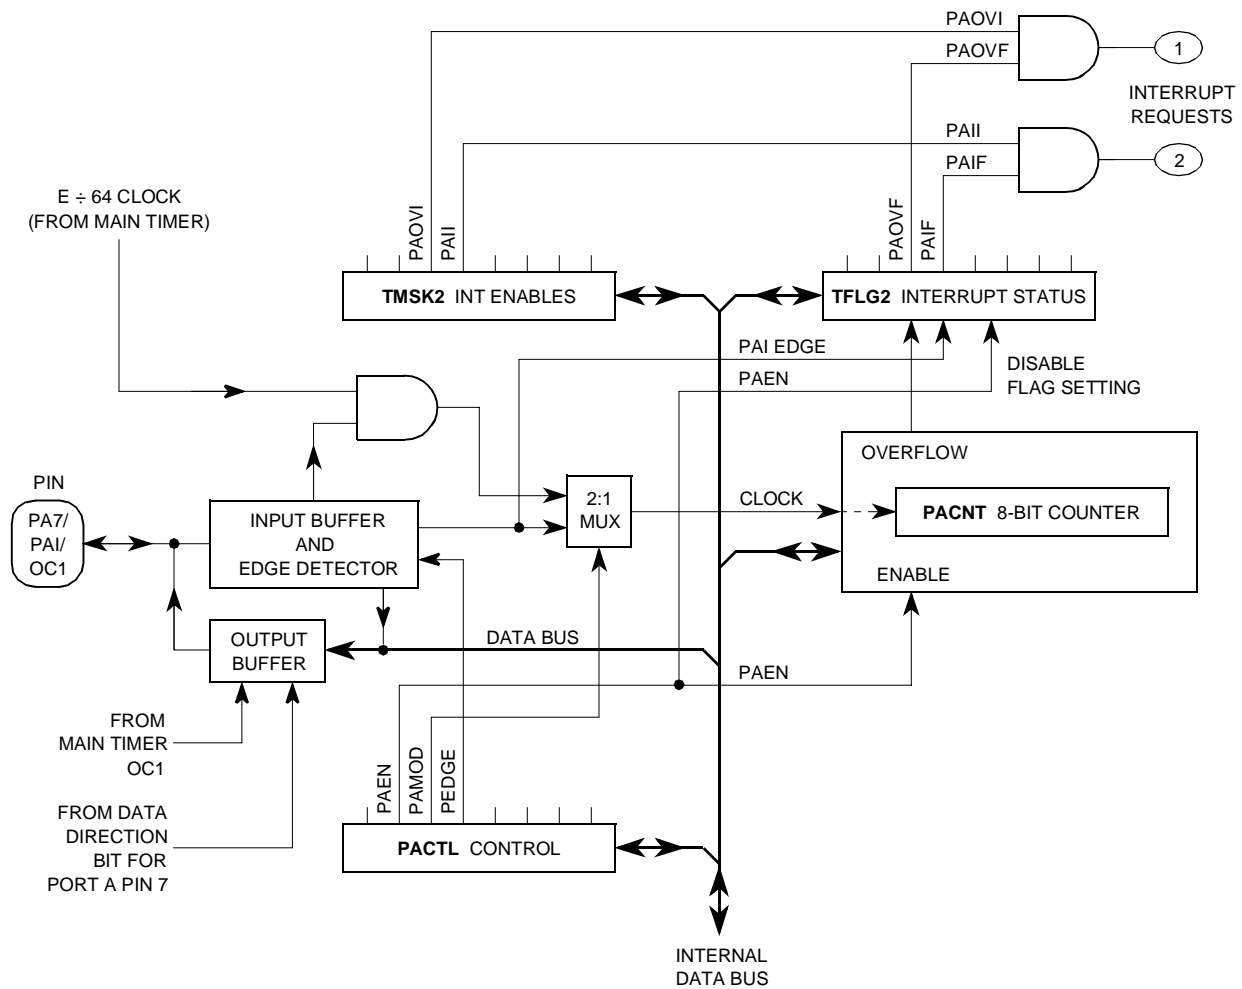 PAOVI
PAOVF
1
INTERRUPT
REQUESTS
PAII
PAIF
2
E ÷ 64 CLOCK
(FROM MAIN TIMER)
PAOVI
PAII
PAOVF
PAIF
TMSK2 INT ENABLES
TFLG2 INTERRUPT STATUS
PAI EDGE
PAEN
DISABLE
FLAG SETTING
OVERFLOW
PIN
PA7/
PAI/
OC1
INPUT BUFFER
AND
EDGE DETECTOR
2:1
MUX
CLOCK
PACNT 8-BIT COUNTER
ENABLE
OUTPUT
BUFFER
DATA BUS
PAEN
FROM
MAIN TIMER
OC1
PAEN
PAMOD
PEDGE
FROM DATA
DIRECTION
BIT FOR
PORT A PIN 7
PACTL CONTROL
INTERNAL
DATA BUS